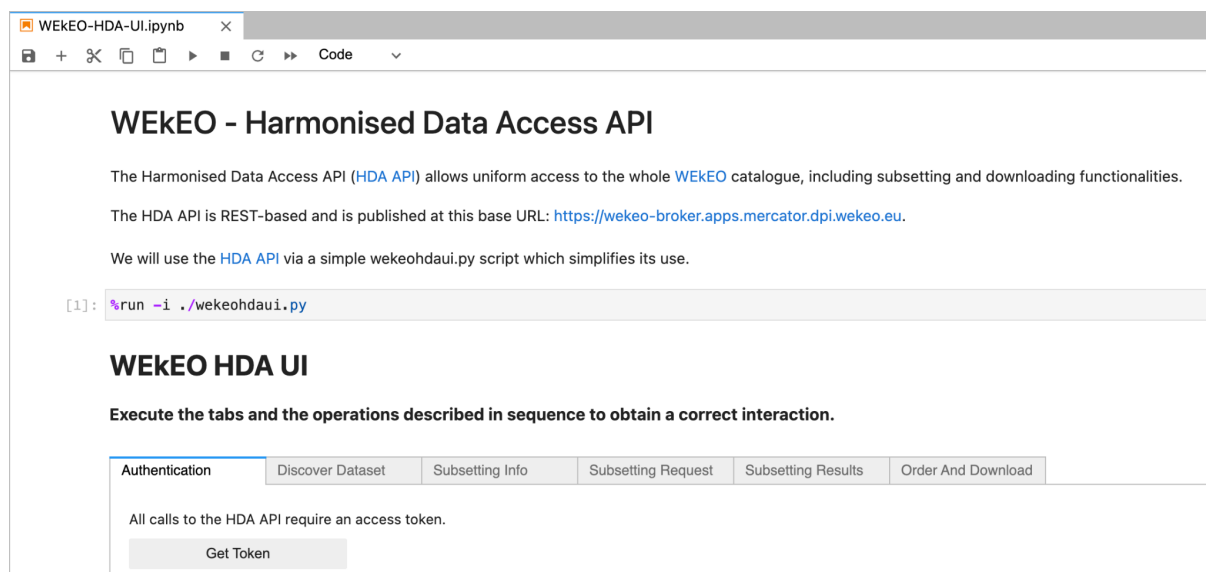 WEkEO-HDA-UI.ipynb
Code
WEkEO - Harmonised Data Access API
The Harmonised Data Access API (HDA API) allows uniform access to the whole WEkEO catalogue, including subsetting and downloading functionalities.
The HDA API is REST-based and is published at this base URL: https://wekeo-broker.apps.mercator.dpi.wekeo.eu.
We will use the HDA API via a simple wekeohdaui.py script which simplifies its use.
[1]: %run -i ./wekeohdaui.py
WEkEO HDA UI
Execute the tabs and the operations described in sequence to obtain a correct interaction.
Authentication Discover Dataset Subsetting Info Subsetting Request Subsetting Results Order And Download
All calls to the HDA API require an access token.
Get Token